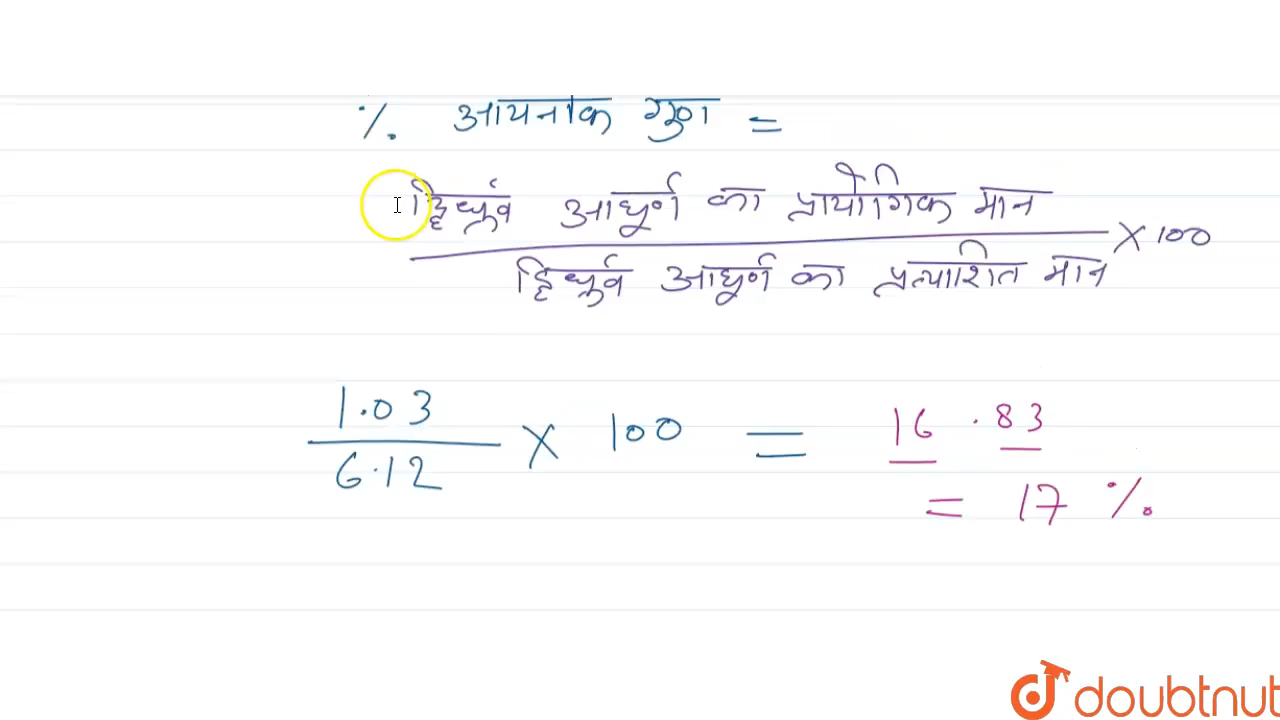 % आयनिक गुण =
द्विध्रुव आघूर्ण का प्रायोगिक मान
द्विध्रुव आघूर्ण का प्रत्याशित मान × 100
1.03
6.12 × 100 = 16.83
= 17 %
doubtnut